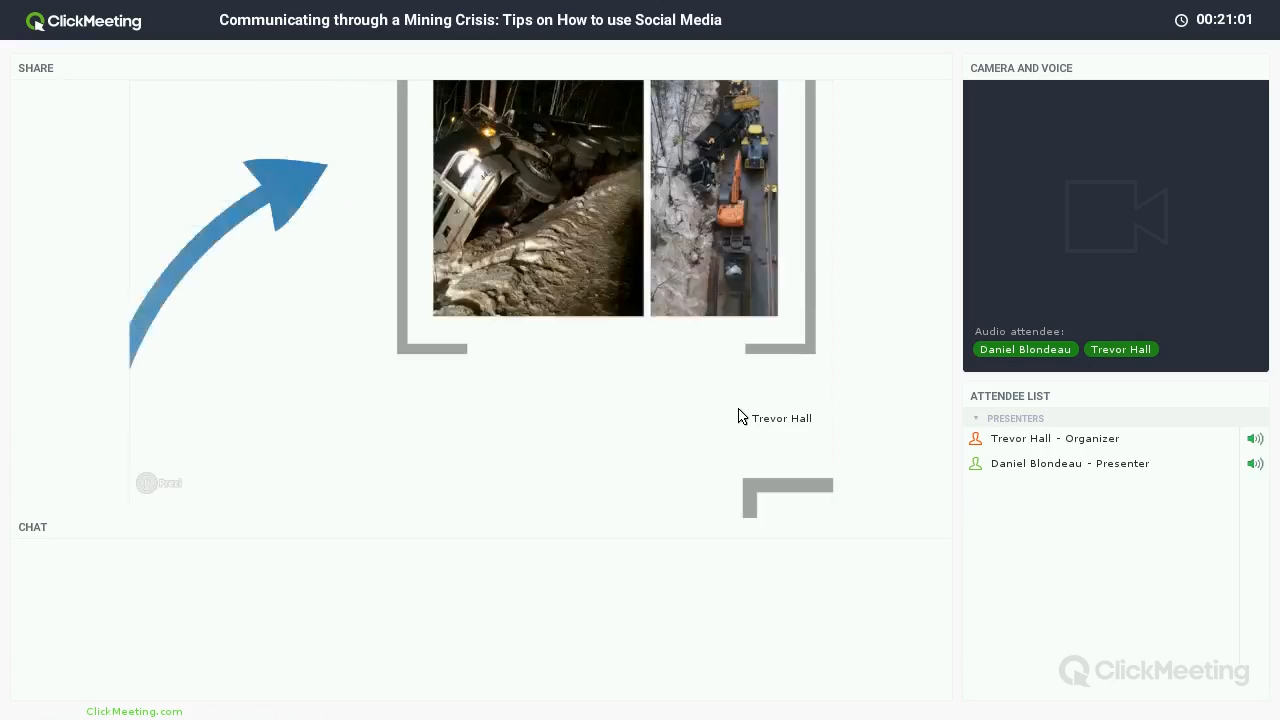 ClickMeeting
Communicating through a Mining Crisis: Tips on How to use Social Media
00:21:01
SHARE
CAMERA AND VOICE
Audio attendee:
Daniel Blondeau
Trevor Hall
ATTENDEE LIST
PRESENTERS
Trevor Hall - Organizer
Daniel Blondeau - Presenter
Trevor Hall
Prezi
CHAT
ClickMeeting
ClickMeeting.com